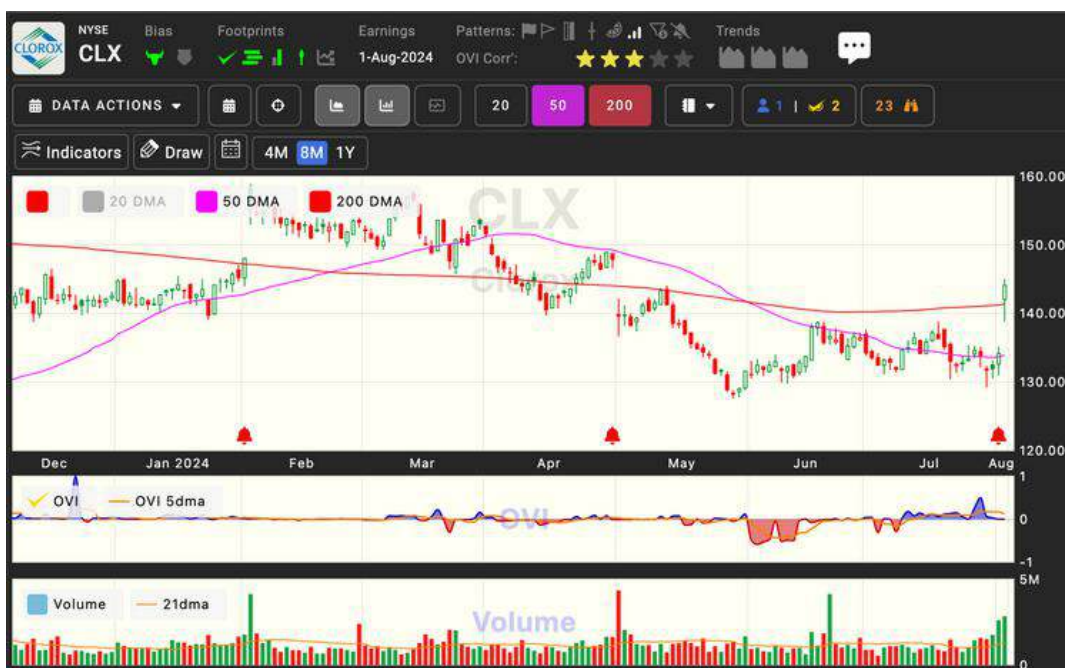 CLOROX
NYSE
CLX
Bias
Footprints
Earnings
1-Aug-2024
Patterns:
OVI Corr':
Trends
DATA ACTIONS
20
50
200
1 | 2
23
Indicators
Draw
4M 8M 1Y
20 DMA
50 DMA
200 DMA
CLX
Clorox
160.00
150.00
140.00
130.00
120.00
Dec Jan 2024 Feb Mar Apr May Jun Jul Aug
OVI
OVI 5dma
OVI
1
0
-1
Volume
21dma
Volume
5M
0